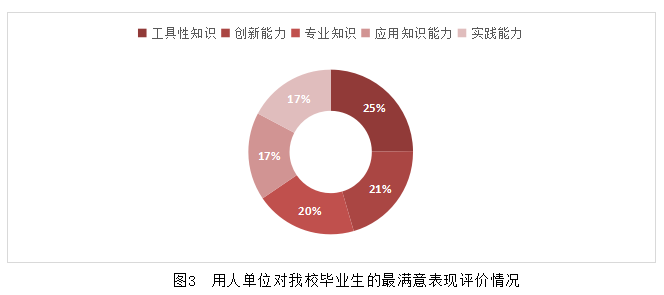 工具性知识 创新能力 专业知识 应用知识能力 实践能力
25%
21%
20%
17%
17%
图3 用人单位对我校毕业生的最满意表现评价情况